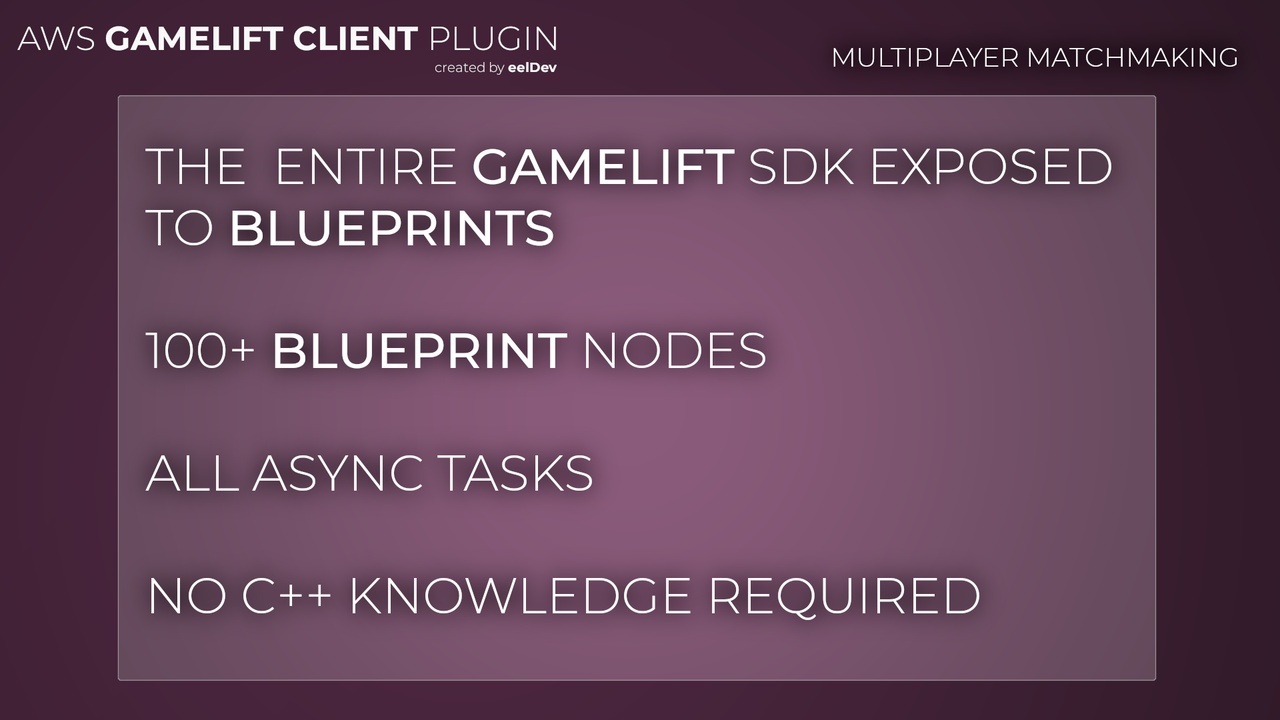 AWS GAMELIFT CLIENT PLUGIN
created by eelDev
MULTIPLAYER MATCHMAKING
THE ENTIRE GAMELIFT SDK EXPOSED
TO BLUEPRINTS
100+ BLUEPRINT NODES
ALL ASYNC TASKS
NO C++ KNOWLEDGE REQUIRED